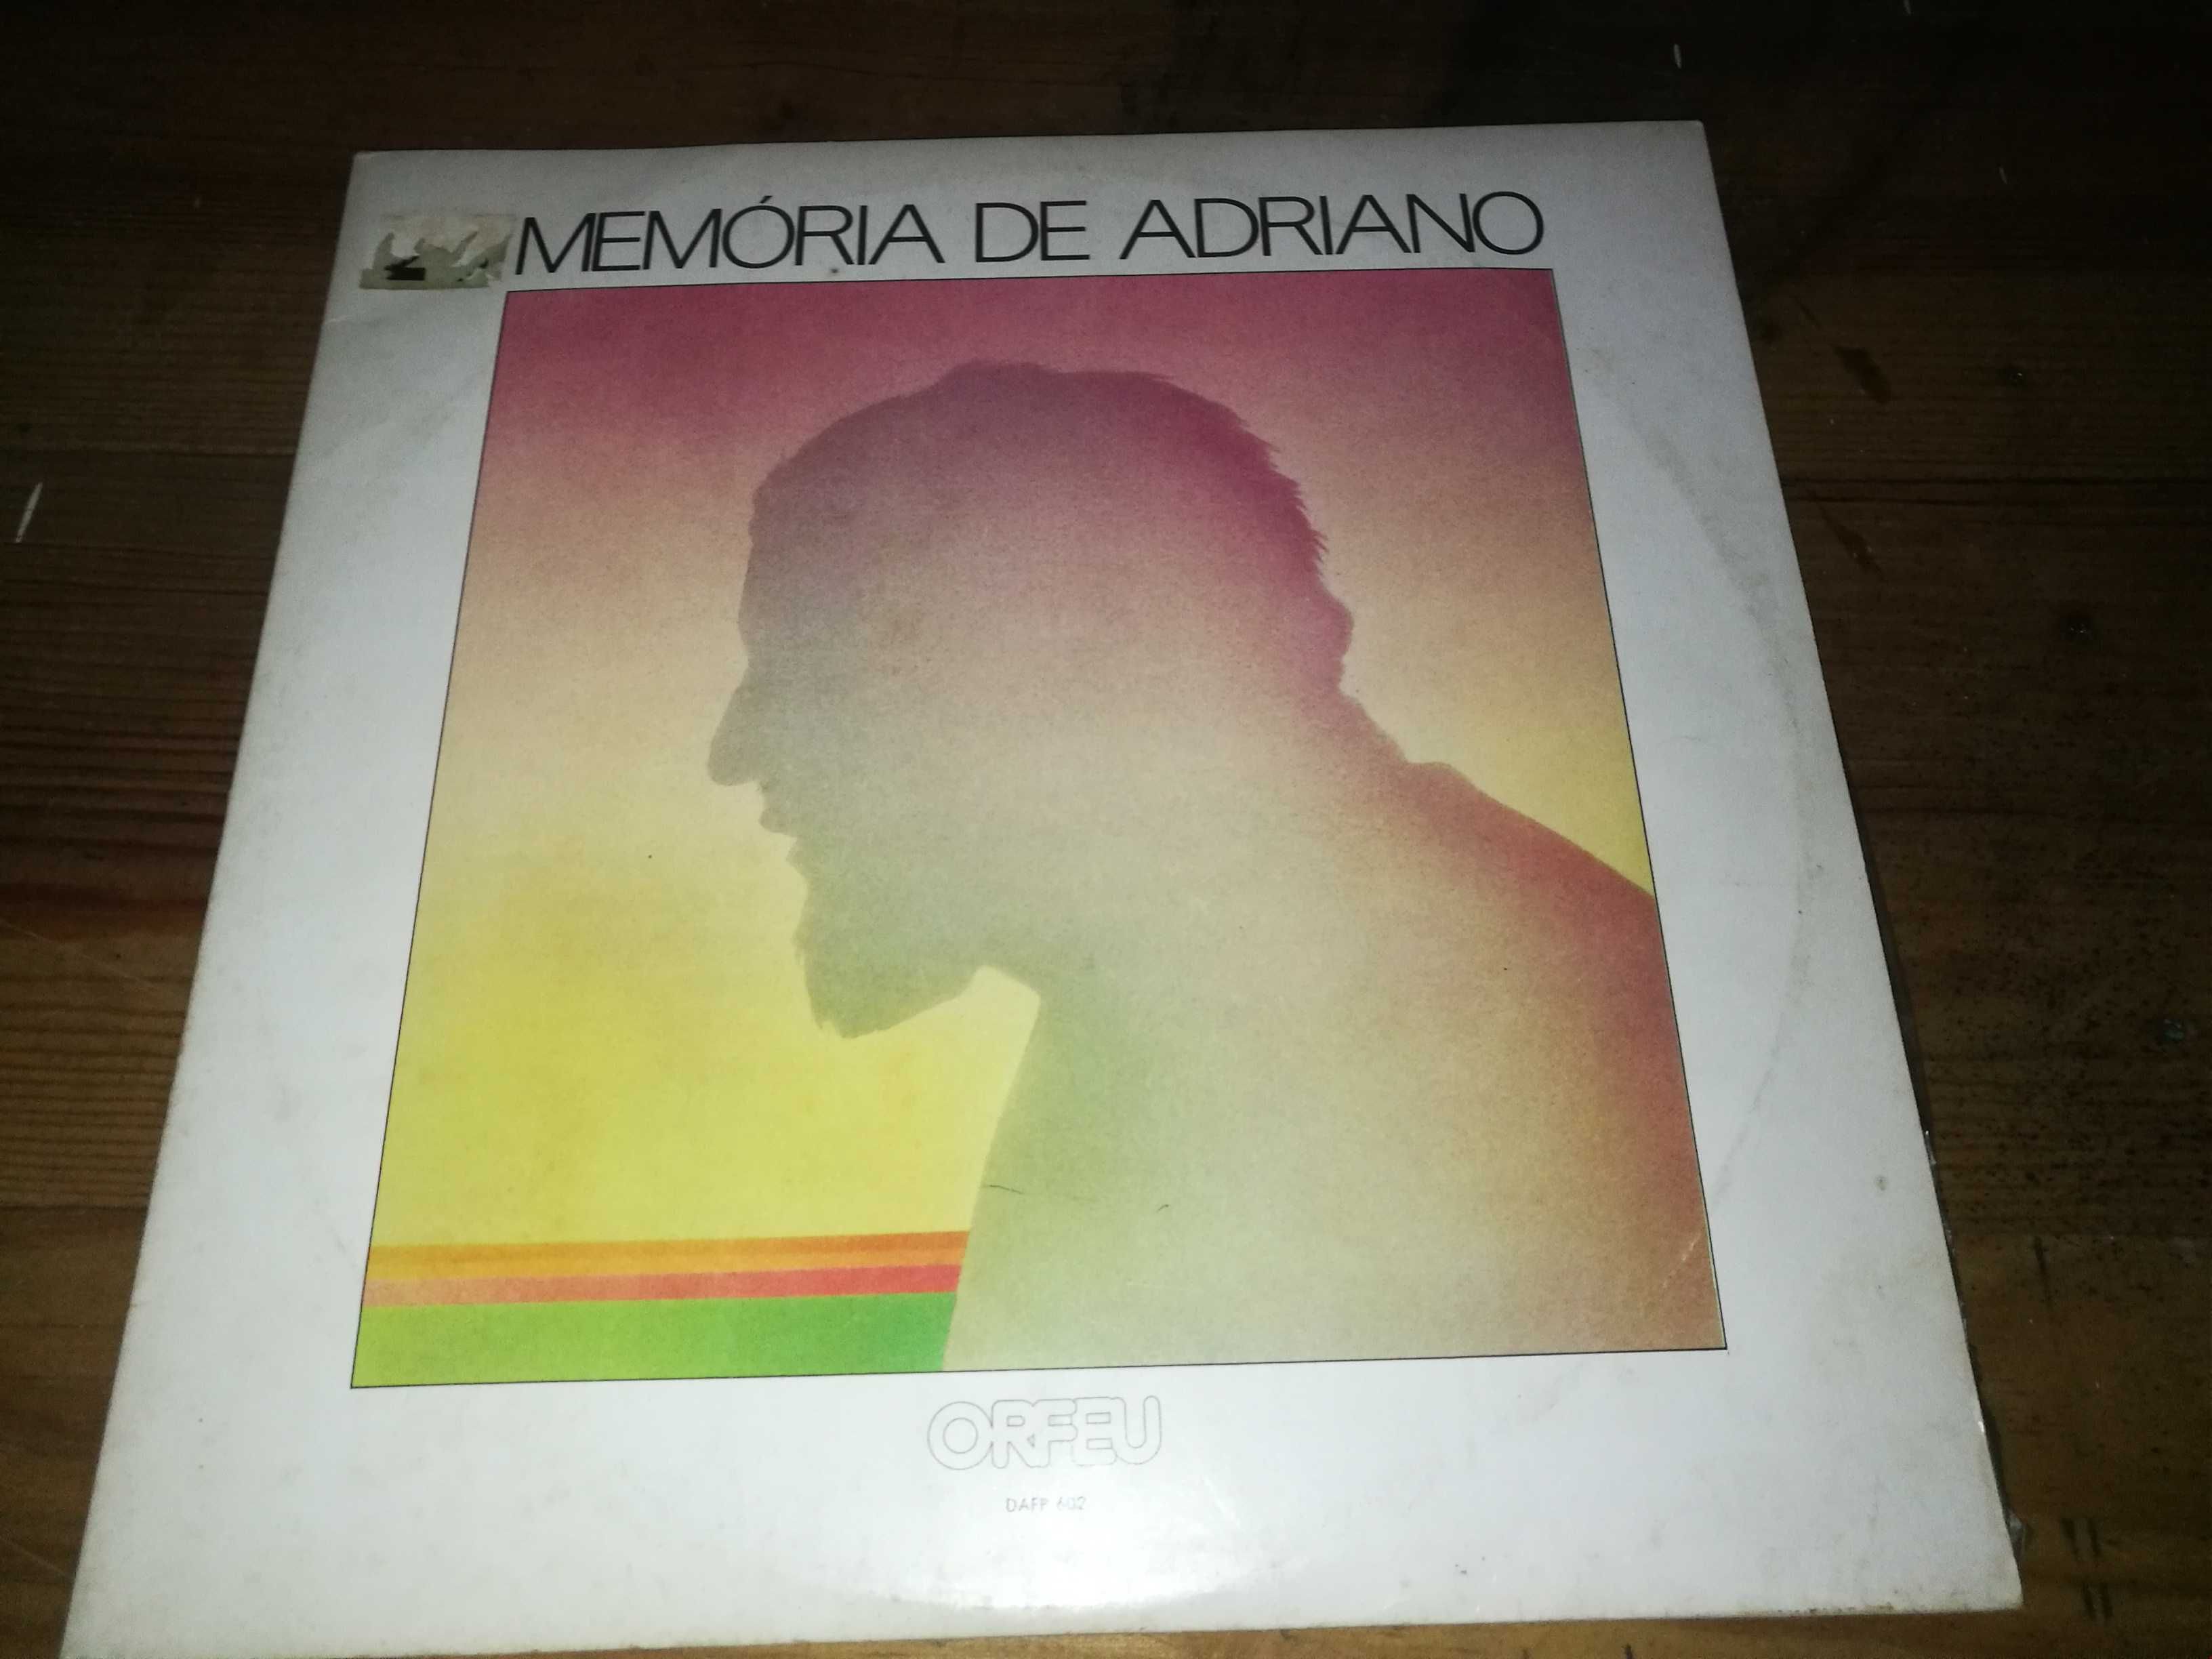 MEMÓRIA DE ADRIANO
ORFEU
DAFP 602